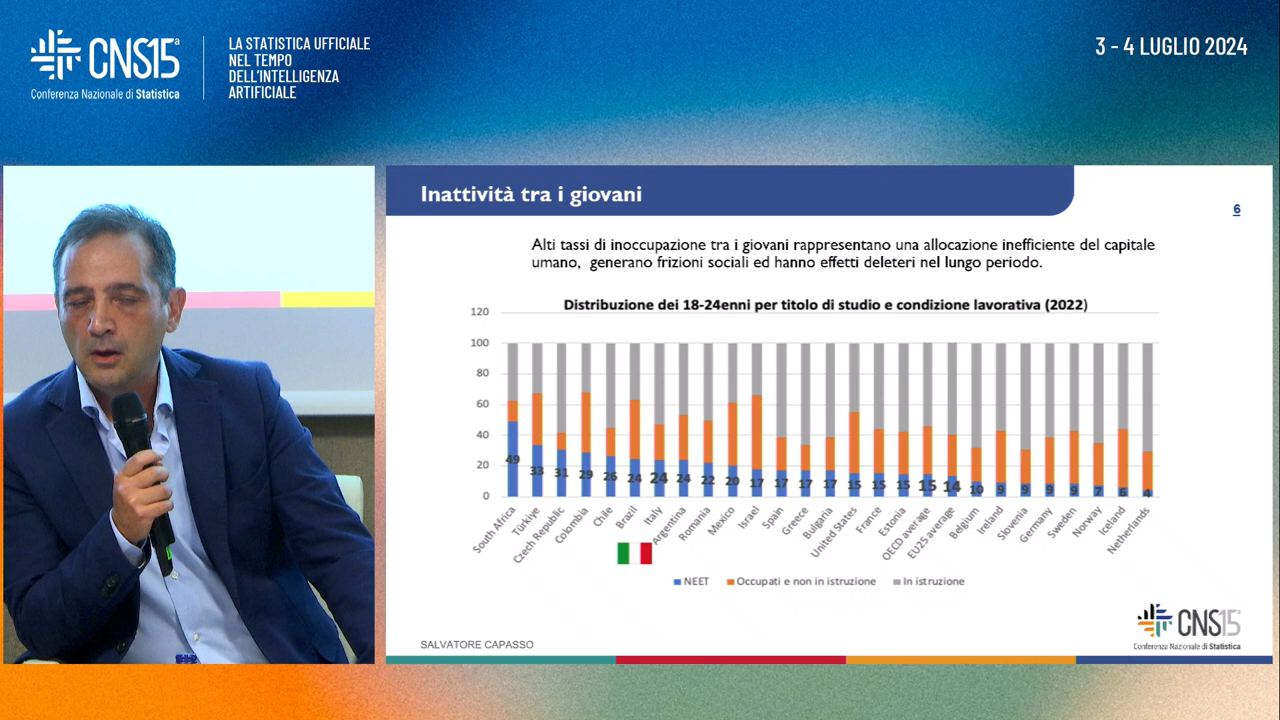 CNS15ª
Conferenza Nazionale di Statistica
LA STATISTICA UFFICIALE
NEL TEMPO
DELL'INTELLIGENZA
ARTIFICIALE
3 - 4 LUGLIO 2024
Inattività tra i giovani
6
Alti tassi di inoccupazione tra i giovani rappresentano una allocazione inefficiente del capitale
umano, generano frizioni sociali ed hanno effetti deleteri nel lungo periodo.
Distribuzione dei 18-24enni per titolo di studio e condizione lavorativa (2022)
120
100
80
60
40
20
0
49 33 31 29 26 24 24 24 22 20 17 17 17 17 15 15 15 15 14 10 9 9 9 9 7 6 4
South Africa
Türkiye
Czech Republic
Colombia
Chile
Brazil
Italy
Argentina
Romania
Mexico
Israel
Spain
Greece
Bulgaria
United States
France
Estonia
OECD average
EU25 average
Belgium
Ireland
Slovenia
Germany
Sweden
Norway
Iceland
Netherlands
NEET Occupati e non in istruzione In istruzione
SALVATORE CAPASSO
CNS15ª
Conferenza Nazionale di Statistica